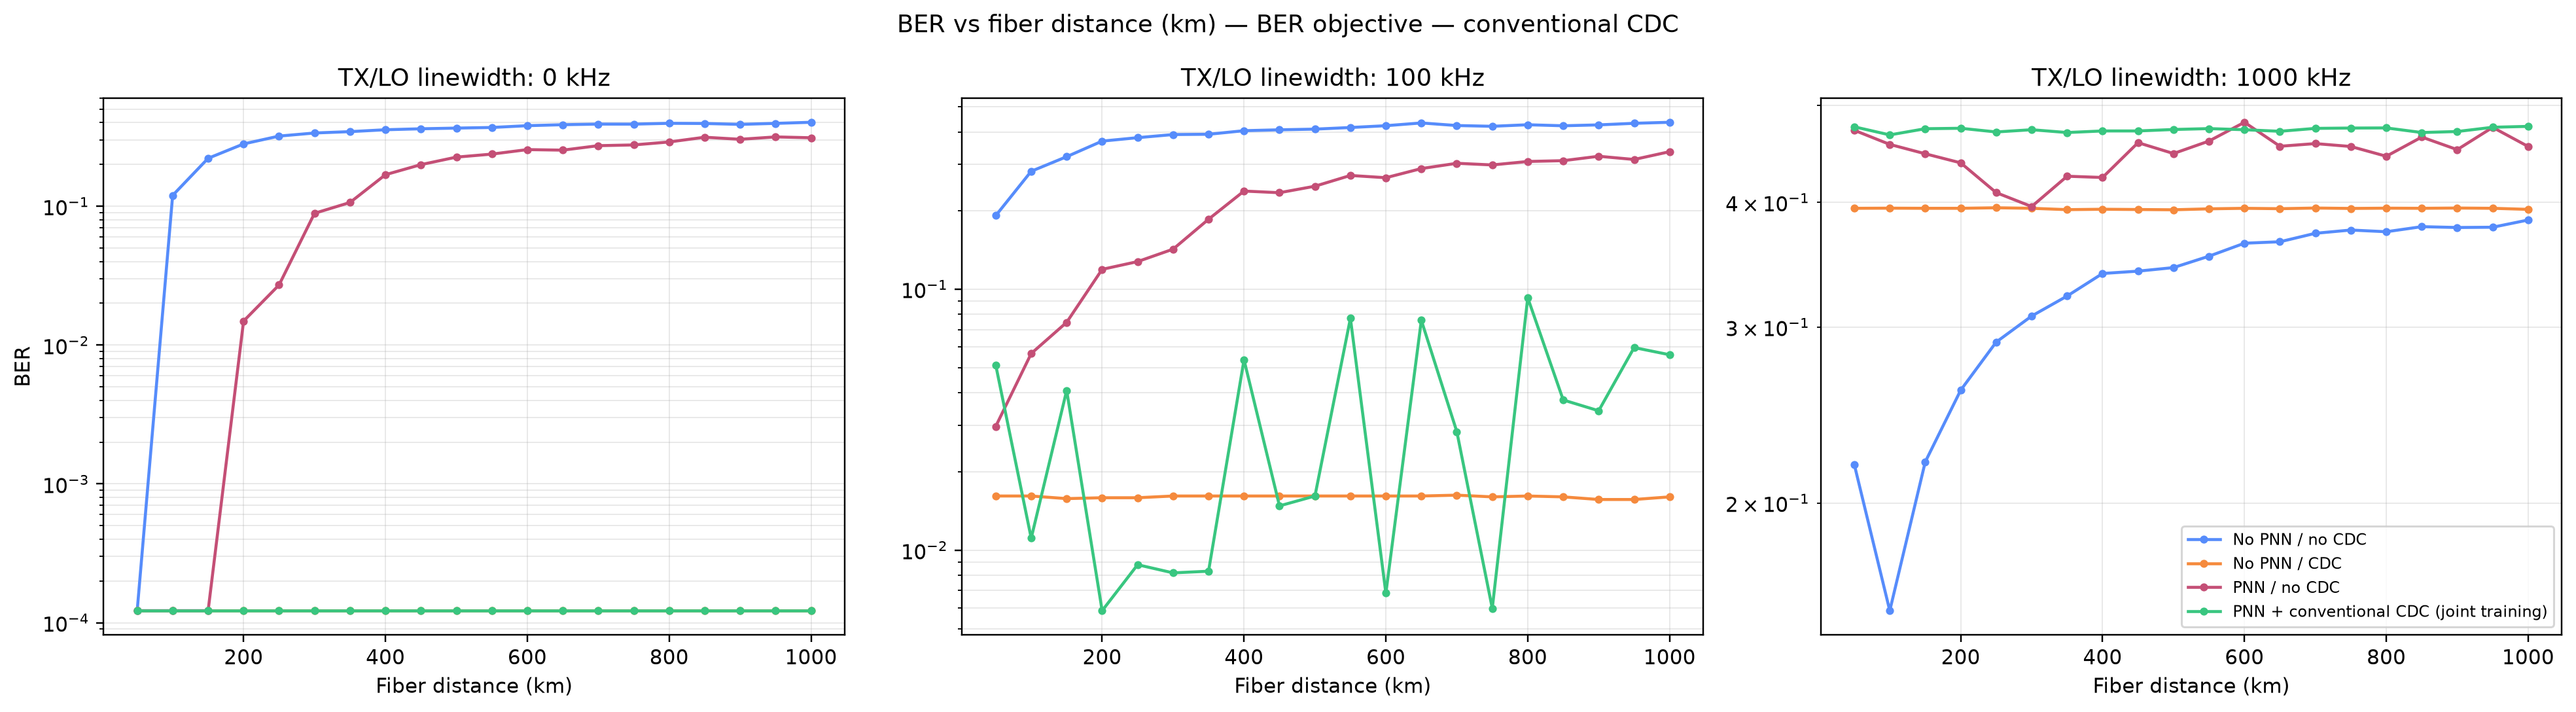 BER vs fiber distance (km) — BER objective — conventional CDC
TX/LO linewidth: 0 kHz
BER
10⁻¹
10⁻²
10⁻³
10⁻⁴
200 400 600 800 1000
Fiber distance (km)
TX/LO linewidth: 100 kHz
10⁻¹
10⁻²
200 400 600 800 1000
Fiber distance (km)
TX/LO linewidth: 1000 kHz
4 × 10⁻¹
3 × 10⁻¹
2 × 10⁻¹
No PNN / no CDC
No PNN / CDC
PNN / no CDC
PNN + conventional CDC (joint training)
200 400 600 800 1000
Fiber distance (km)